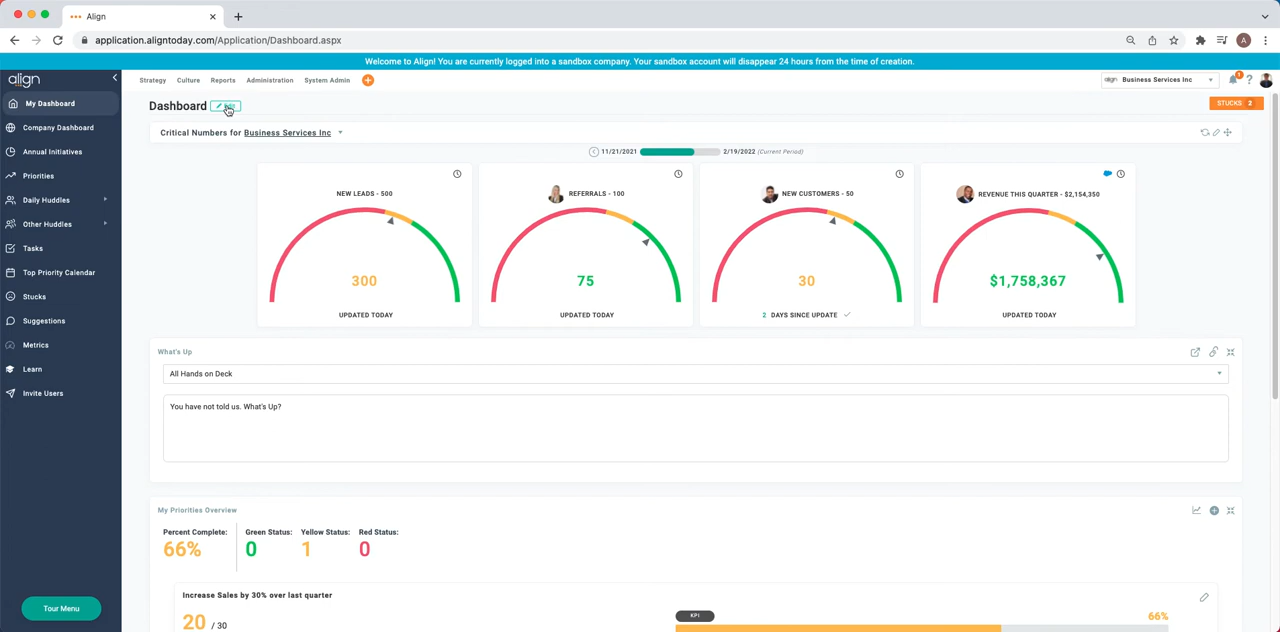 Align
application.aligntoday.com/Application/Dashboard.aspx
A
Welcome to Align! You are currently logged into a sandbox company. Your sandbox account will disappear 24 hours from the time of creation.
align
Strategy Culture Reports Administration System Admin
align Business Services Inc
1
?
My Dashboard
Company Dashboard
Annual Initiatives
Priorities
Daily Huddles
Other Huddles
Tasks
Top Priority Calendar
Stucks
Suggestions
Metrics
Learn
Invite Users
Tour Menu
Dashboard
STUCKS 2
Critical Numbers for Business Services Inc
11/21/2021 2/19/2022 (Current Period)
NEW LEADS - 500
300
UPDATED TODAY
REFERRALS - 100
75
UPDATED TODAY
NEW CUSTOMERS - 50
30
2 DAYS SINCE UPDATE
REVENUE THIS QUARTER - $2,154,350
$1,758,367
UPDATED TODAY
What's Up
All Hands on Deck
You have not told us. What's Up?
My Priorities Overview
Percent Complete: Green Status: Yellow Status: Red Status:
66% 0 1 0
Increase Sales by 30% over last quarter
20 / 30
KPI
66%